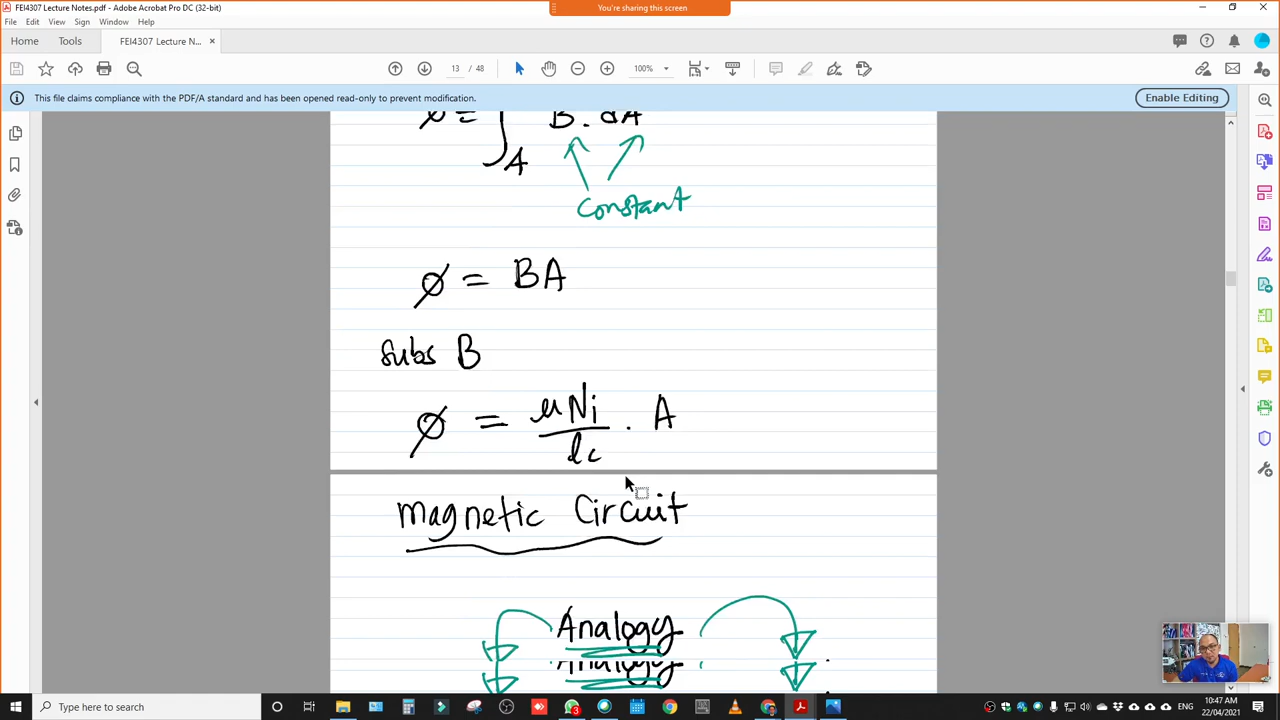 FEI4307 Lecture Notes.pdf - Adobe Acrobat Pro DC (32-bit)
You're sharing this screen
File Edit View Sign Window Help
Home Tools FEI4307 Lecture N... ×
13 / 48 100%
This file claims compliance with the PDF/A standard and has been opened read-only to prevent modification. Enable Editing
φ = ∫A B . dA
Constant
φ = BA
subs B
φ = μNi / lc . A
Magnetic Circuit
Analogy
Analogy
Type here to search
ENG
10:47 AM
22/04/2021